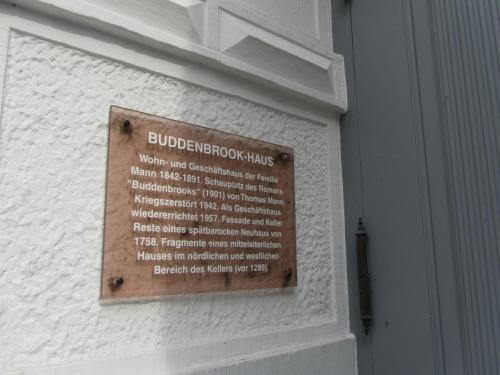 BUDDENBROOK-HAUS
Wohn- und Geschäftshaus der Familie
Mann 1842-1891. Schauplatz des Romans
"Buddenbrooks" (1901) von Thomas Mann.
Kriegszerstört 1942. Als Geschäftshaus
wiedererrichtet 1957. Fassade und Keller
Reste eines spätbarocken Neubaus von
1758. Fragmente eines mittelalterlichen
Hauses im nördlichen und westlichen
Bereich des Kellers (vor 1289).